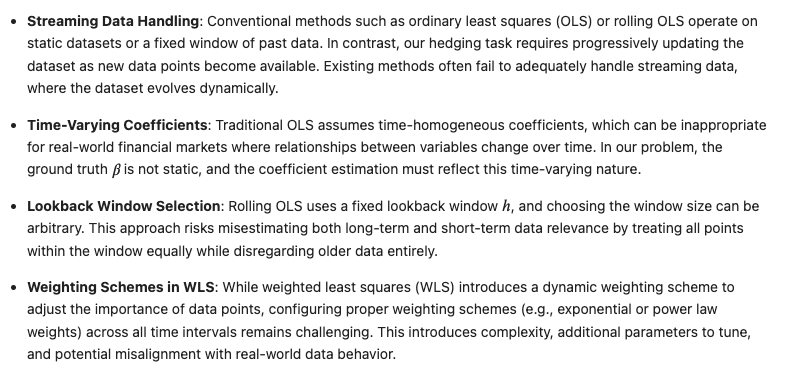 • Streaming Data Handling: Conventional methods such as ordinary least squares (OLS) or rolling OLS operate on
static datasets or a fixed window of past data. In contrast, our hedging task requires progressively updating the
dataset as new data points become available. Existing methods often fail to adequately handle streaming data,
where the dataset evolves dynamically.
• Time-Varying Coefficients: Traditional OLS assumes time-homogeneous coefficients, which can be inappropriate
for real-world financial markets where relationships between variables change over time. In our problem, the
ground truth β is not static, and the coefficient estimation must reflect this time-varying nature.
• Lookback Window Selection: Rolling OLS uses a fixed lookback window h, and choosing the window size can be
arbitrary. This approach risks misestimating both long-term and short-term data relevance by treating all points
within the window equally while disregarding older data entirely.
• Weighting Schemes in WLS: While weighted least squares (WLS) introduces a dynamic weighting scheme to
adjust the importance of data points, configuring proper weighting schemes (e.g., exponential or power law
weights) across all time intervals remains challenging. This introduces complexity, additional parameters to tune,
and potential misalignment with real-world data behavior.